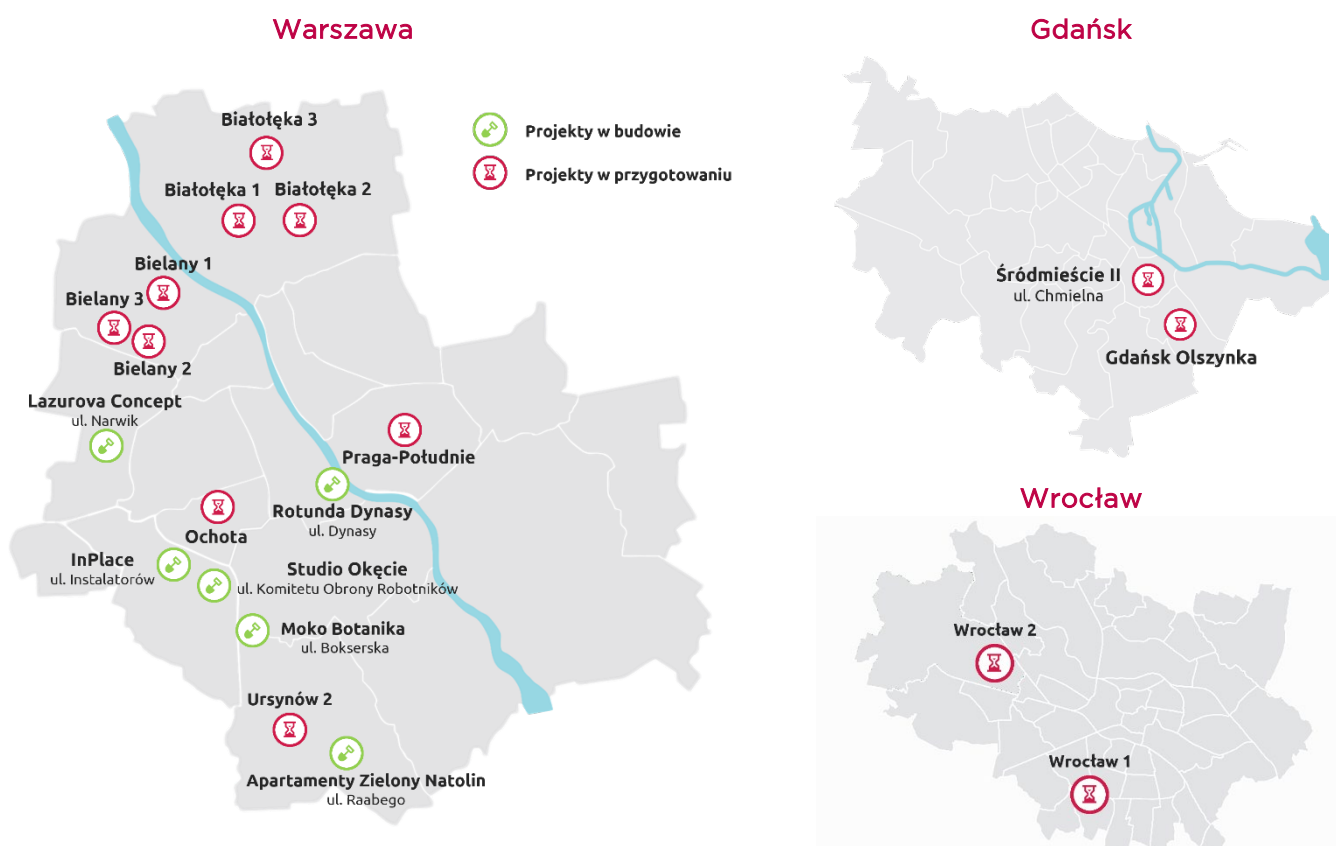 Warszawa
Białołęka 3
Białołęka 1
Białołęka 2
Bielany 1
Bielany 3
Bielany 2
Lazurova Concept
ul. Narwik
Praga-Południe
Rotunda Dynasy
ul. Dynasy
Ochota
InPlace
ul. Instalatorów
Studio Okęcie
ul. Komitetu Obrony Robotników
Moko Botanika
ul. Bokserska
Ursynów 2
Apartamenty Zielony Natolin
ul. Raabego
Projekty w budowie
Projekty w przygotowaniu
Gdańsk
Śródmieście II
ul. Chmielna
Gdańsk Olszynka
Wrocław
Wrocław 2
Wrocław 1